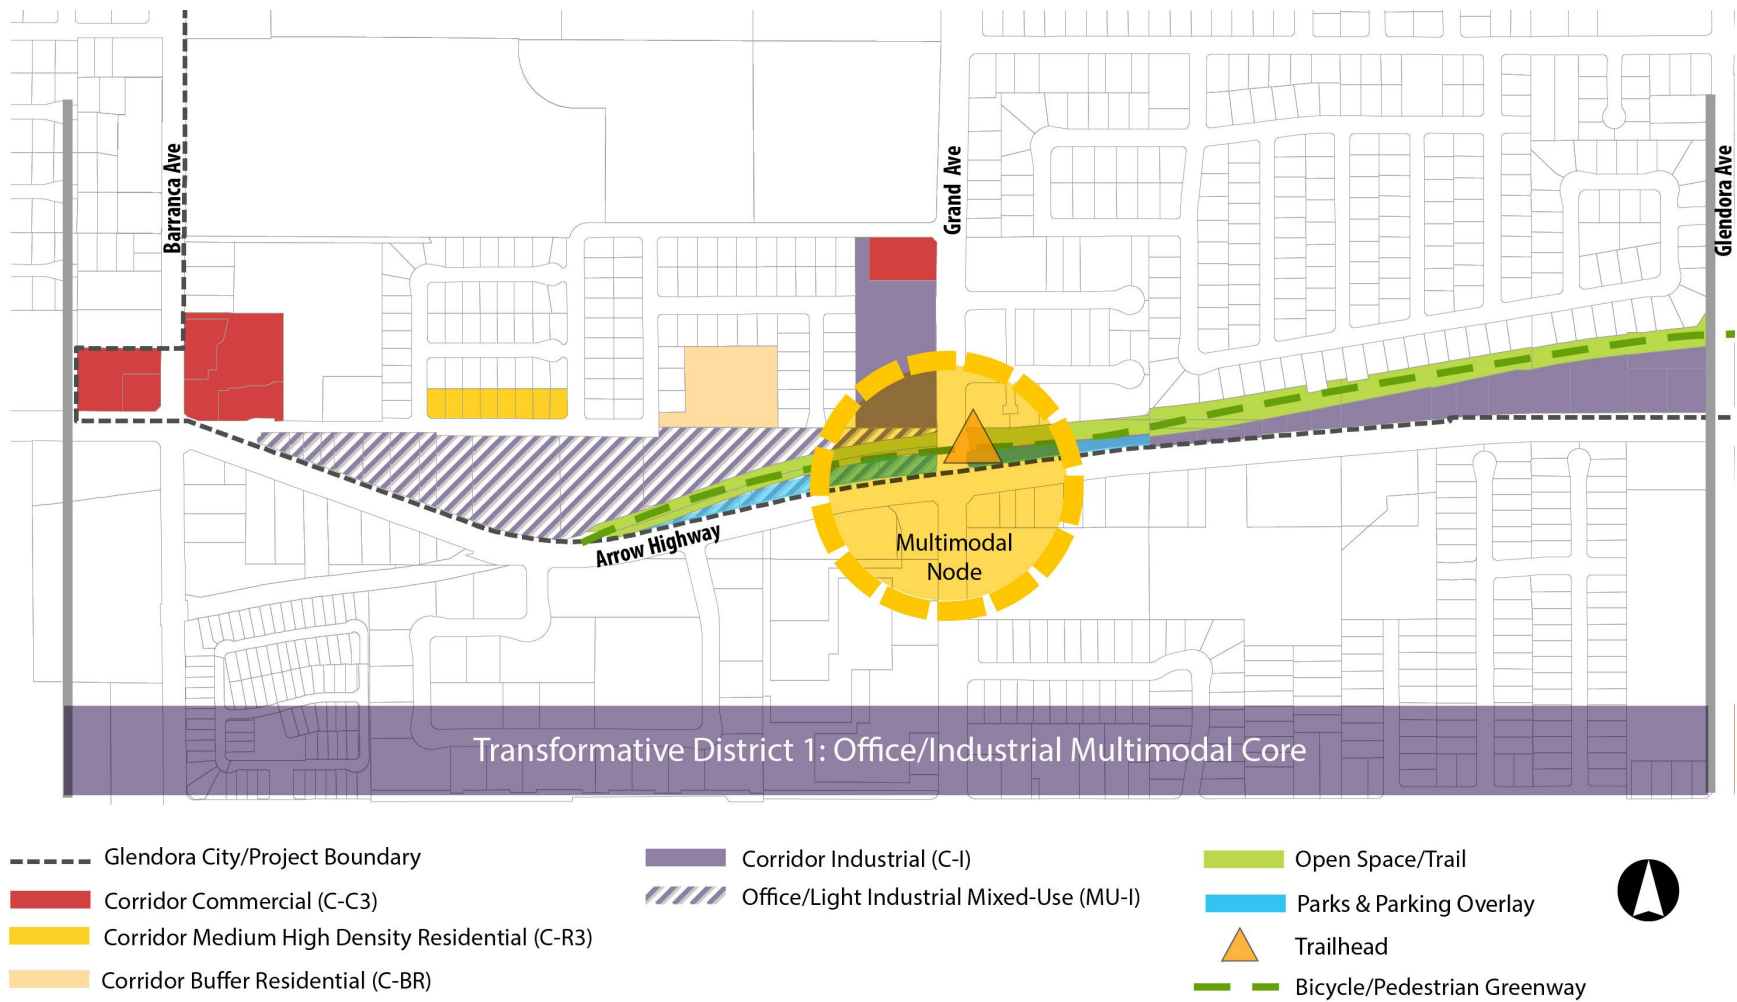 Barranca Ave
Grand Ave
Glendora Ave
Arrow Highway
Multimodal
Node
Transformative District 1: Office/Industrial Multimodal Core
Glendora City/Project Boundary
Corridor Commercial (C-C3)
Corridor Medium High Density Residential (C-R3)
Corridor Buffer Residential (C-BR)
Corridor Industrial (C-I)
Office/Light Industrial Mixed-Use (MU-I)
Open Space/Trail
Parks & Parking Overlay
Trailhead
Bicycle/Pedestrian Greenway